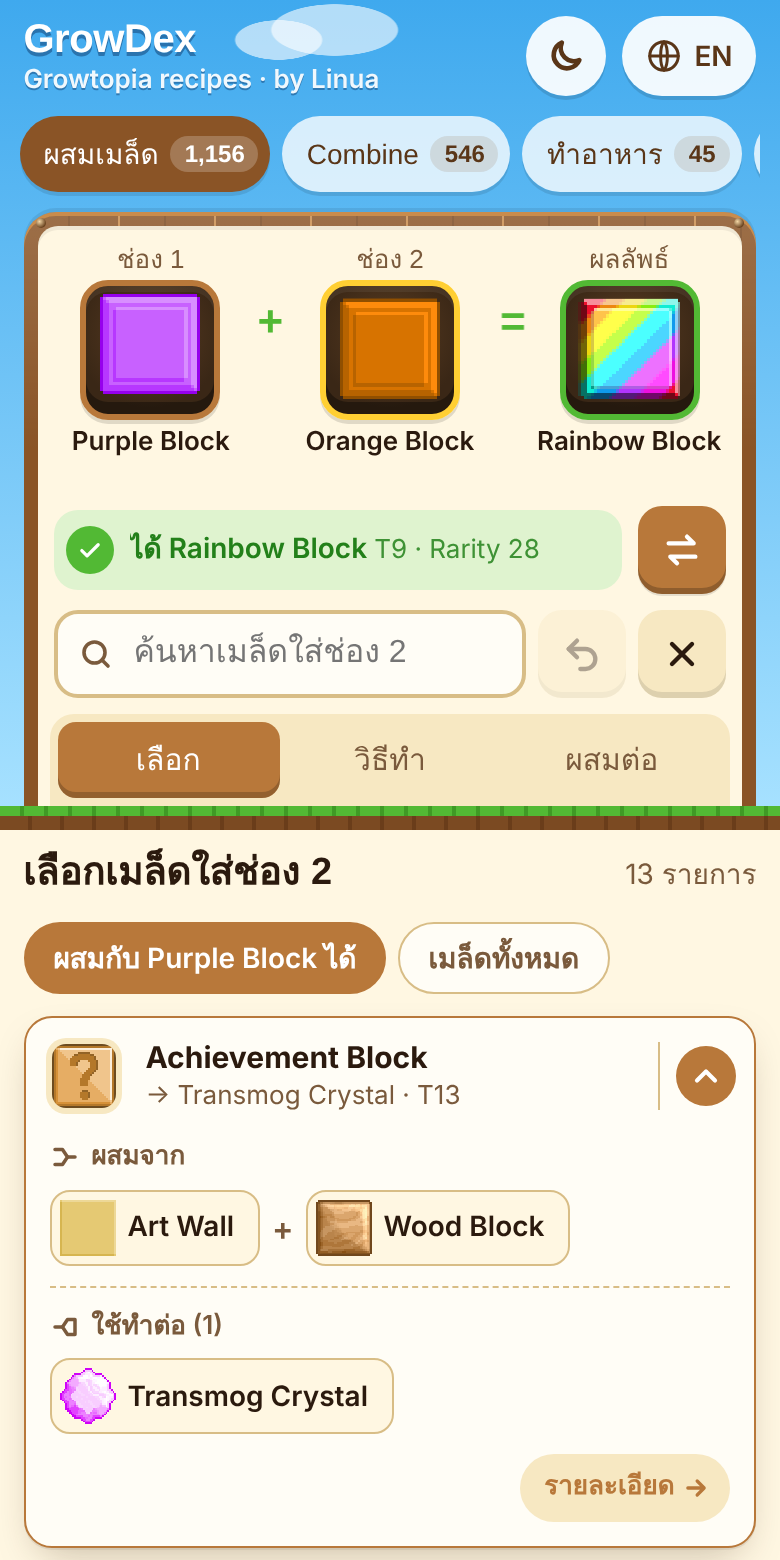 GrowDex
Growtopia recipes · by Linua
EN
ผสมเมล็ด 1,156
Combine 546
ทำอาหาร 45
ช่อง 1
ช่อง 2
ผลลัพธ์
+
=
Purple Block
Orange Block
Rainbow Block
ได้ Rainbow Block T9 · Rarity 28
ค้นหาเมล็ดใส่ช่อง 2
เลือก
วิธีทำ
ผสมต่อ
เลือกเมล็ดใส่ช่อง 2
13 รายการ
ผสมกับ Purple Block ได้
เมล็ดทั้งหมด
Achievement Block
→ Transmog Crystal · T13
ผสมจาก
Art Wall + Wood Block
ใช้ทำต่อ (1)
Transmog Crystal
รายละเอียด →